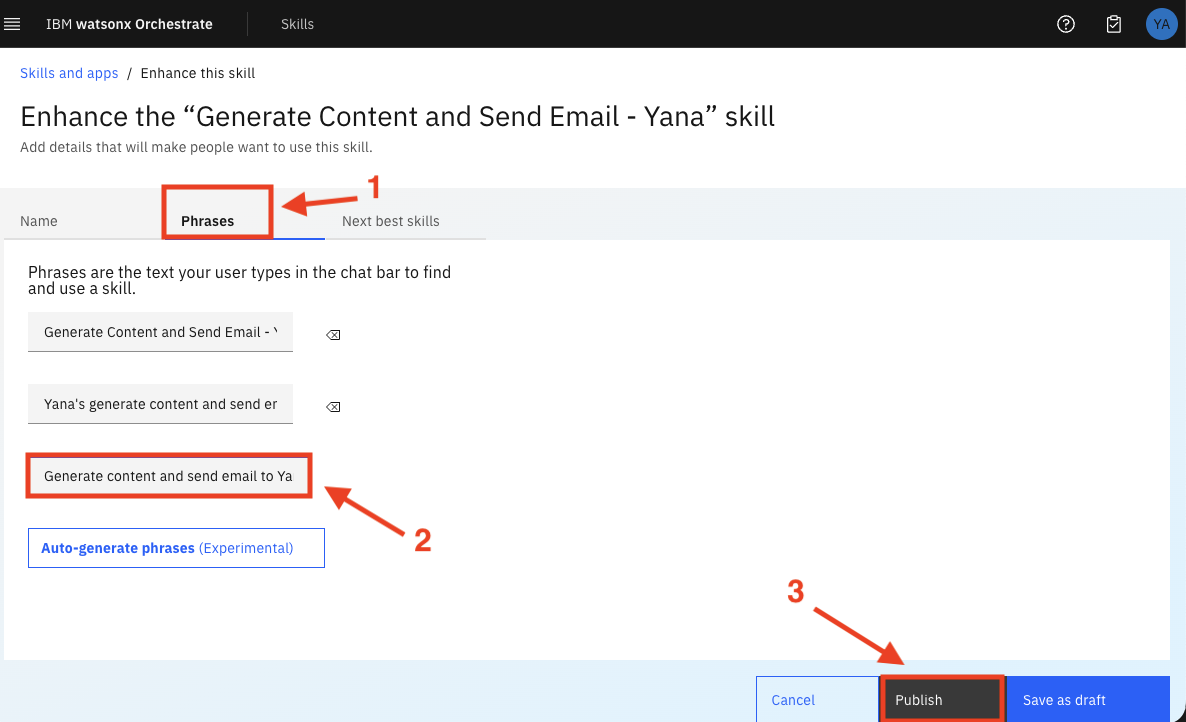 IBM watsonx Orchestrate
Skills
YA
Skills and apps / Enhance this skill
Enhance the “Generate Content and Send Email - Yana” skill
Add details that will make people want to use this skill.
1
Name
Phrases
Next best skills
Phrases are the text your user types in the chat bar to find
and use a skill.
Generate Content and Send Email -
Yana's generate content and send er
Generate content and send email to Ya
2
Auto-generate phrases (Experimental)
3
Cancel
Publish
Save as draft